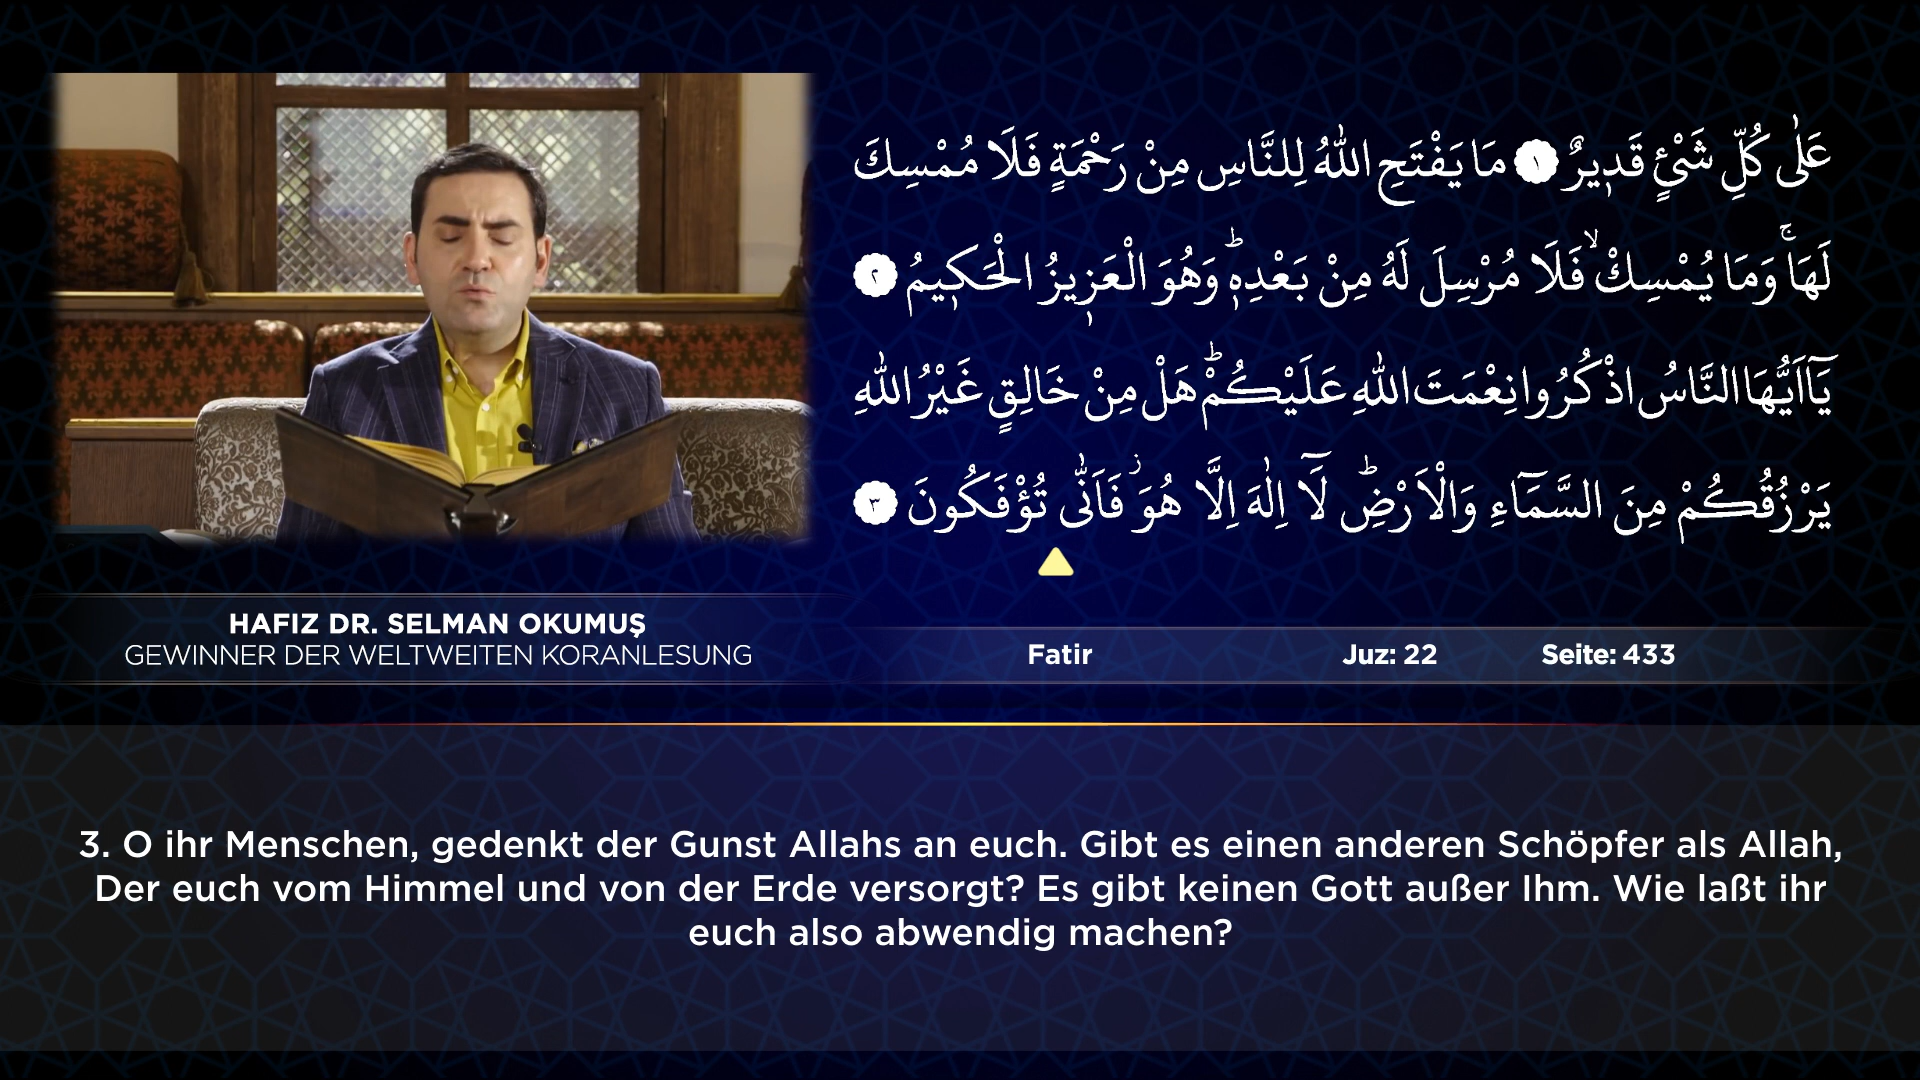 عَلٰى كُلِّ شَيْءٍ قَد۪يرٌ ﴿١﴾ مَا يَفْتَحِ اللّٰهُ لِلنَّاسِ مِنْ رَحْمَةٍ فَلَا مُمْسِكَ
لَهَاۚ وَمَا يُمْسِكْۙ فَلَا مُرْسِلَ لَهُ مِنْ بَعْدِه۪ۜ وَهُوَ الْعَز۪يزُ الْحَك۪يمُ ﴿٢﴾
يَٓا اَيُّهَا النَّاسُ اذْكُرُوا نِعْمَتَ اللّٰهِ عَلَيْكُمْؕ هَلْ مِنْ خَالِقٍ غَيْرُ اللّٰهِ
يَرْزُقُكُمْ مِنَ السَّمَٓاءِ وَالْاَرْضِؕ لَٓا اِلٰهَ اِلَّا هُوَؗ فَاَنّٰى تُؤْفَكُونَ ﴿٣﴾
HAFIZ DR. SELMAN OKUMUŞ
GEWINNER DER WELTWEITEN KORANLESUNG
Fatir Juz: 22 Seite: 433
3. O ihr Menschen, gedenkt der Gunst Allahs an euch. Gibt es einen anderen Schöpfer als Allah,
Der euch vom Himmel und von der Erde versorgt? Es gibt keinen Gott außer Ihm. Wie laßt ihr
euch also abwendig machen?